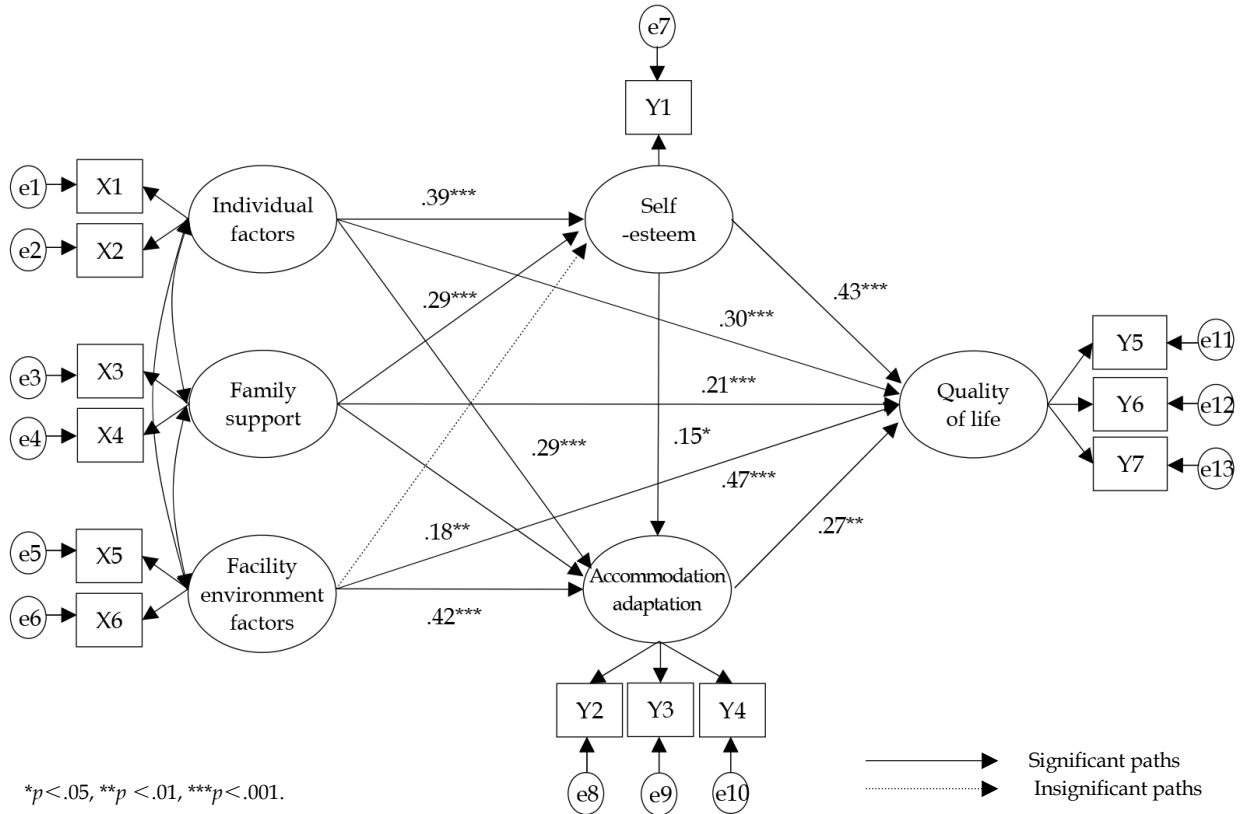 e7
Y1
e1
X1
e2
X2
Individual
factors
.39***
Self
-esteem
.29***
.30***
.43***
e3
X3
e4
X4
Family
support
.21***
Quality
of life
Y5
e11
Y6
e12
Y7
e13
.29***
.15*
.47***
.18**
.27**
e5
X5
e6
X6
Facility
environment
factors
.42***
Accommodation
adaptation
Y2
Y3
Y4
e8
e9
e10
Significant paths
Insignificant paths
*p<.05, **p <.01, ***p<.001.